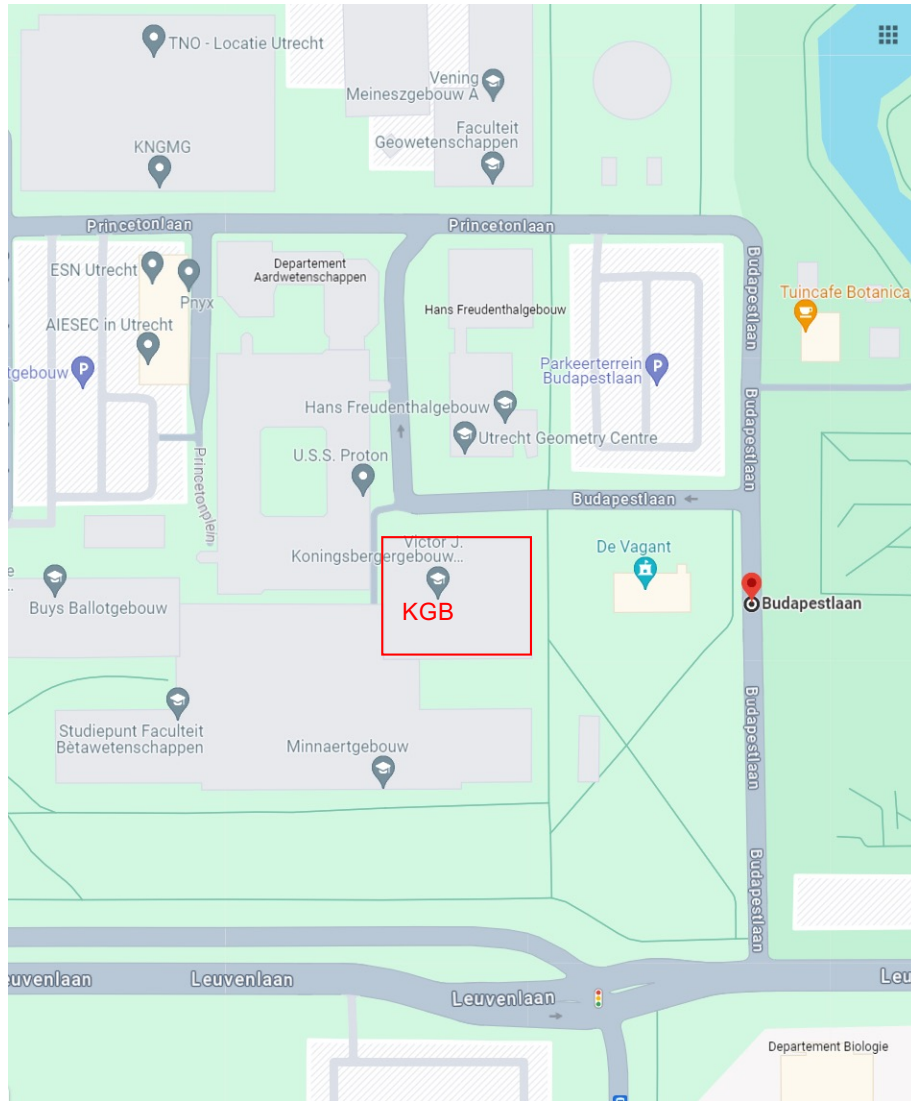 TNO - Locatie Utrecht
Vening
Meineszgebouw A
Faculteit
Geowetenschappen
KNGMG
Princetonlaan
Princetonlaan
ESN Utrecht
Pnyx
Departement
Aardwetenschappen
Budapestlaan
Tuincafe Botanica
Hans Freudenthalgebouw
AIESEC in Utrecht
tgebouw
P
Parkeerterrein
Budapestlaan
P
Hans Freudenthalgebouw
Budapestlaan
Utrecht Geometry Centre
U.S.S. Proton
Princetonplein
Budapestlaan
Victor J.
Koningsbergergebouw...
De Vagant
e
...
Buys Ballotgebouw
KGB
Budapestlaan
Budapestlaan
Studiepunt Faculteit
Bètawetenschappen
Minnaertgebouw
Budapestlaan
euvenlaan
Leuvenlaan
Leuvenlaan
Leu
Departement Biologie